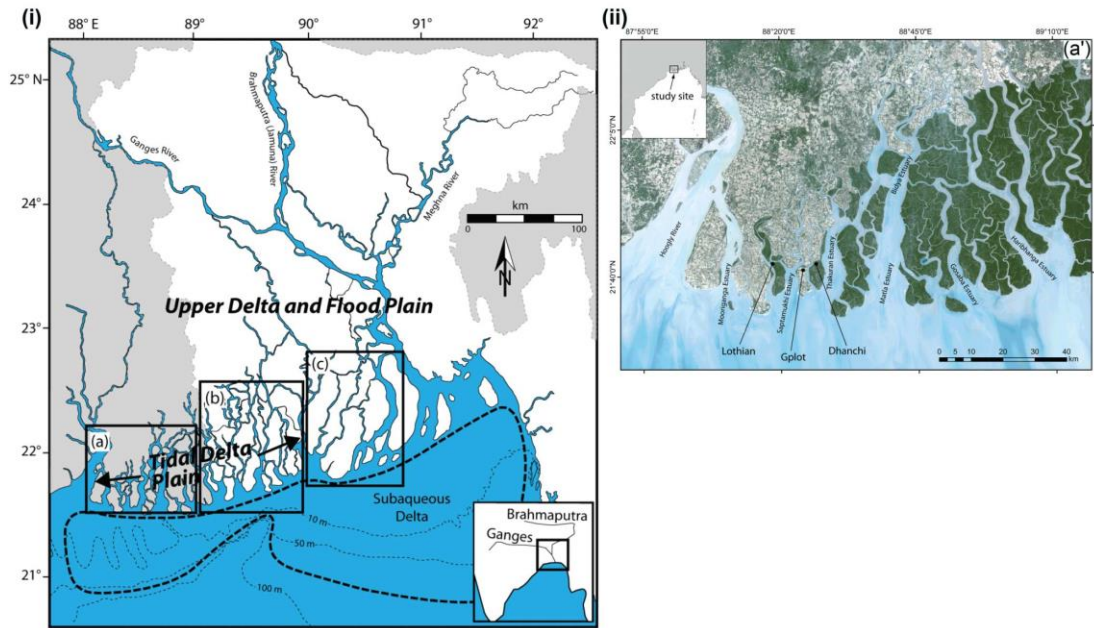 (i)
88° E
89°
90°
91°
92°
25° N
24°
23°
22°
21°
Ganges River
Brahmaputra (Jamuna) River
Meghna River
km
0
100
N
Upper Delta and Flood Plain
(a)
(b)
(c)
Tidal Delta
Plain
Subaqueous
Delta
10 m
50 m
100 m
Brahmaputra
Ganges
(ii)
87°55'0"E
88°20'0"E
88°45'0"E
89°10'0"E
(a')
study site
22°5'0"N
21°40'0"N
Hoogly River
Mooriganga Estuary
Saptamukhi Estuary
Thakuran Estuary
Bidya Estuary
Matla Estuary
Gosaba Estuary
Haribhanga Estuary
Lothian
Gplot
Dhanchi
0 5 10 20 30 40
km